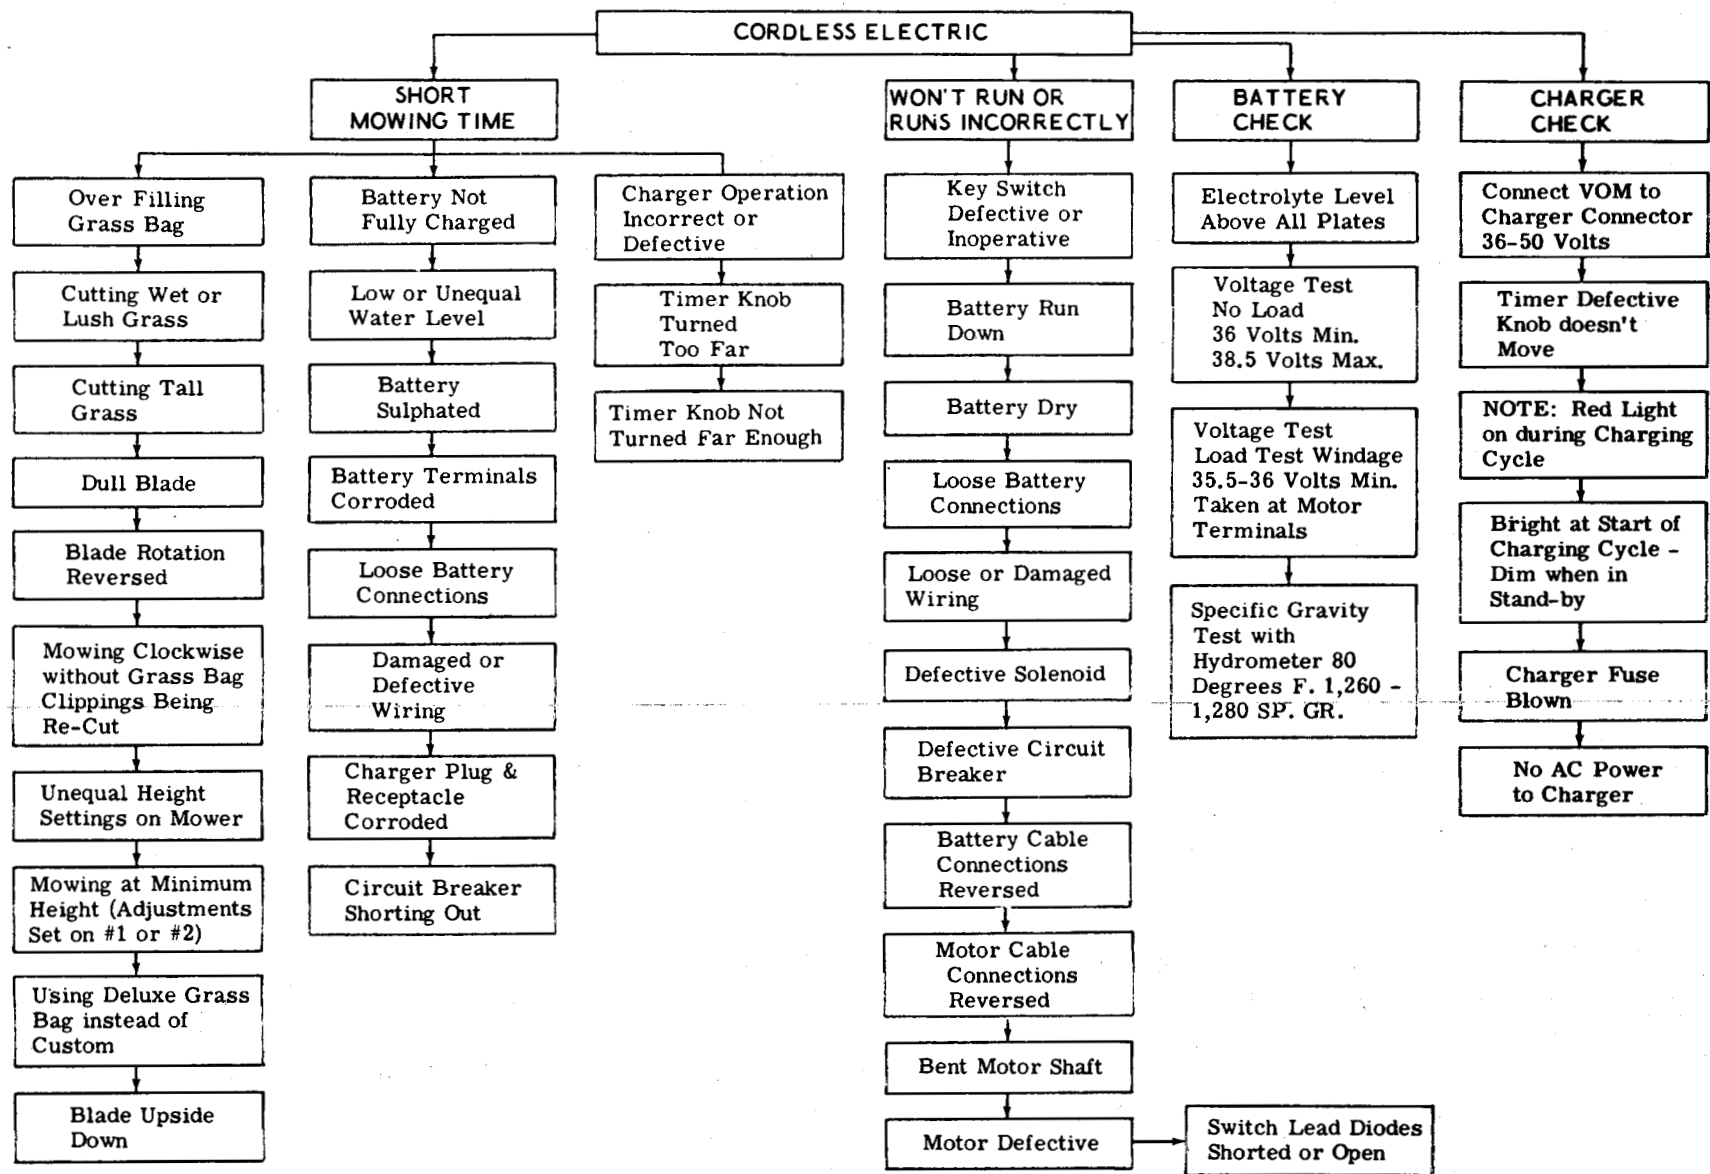 CORDLESS ELECTRIC
SHORT
MOWING TIME
Over Filling
Grass Bag
Cutting Wet or
Lush Grass
Cutting Tall
Grass
Dull Blade
Blade Rotation
Reversed
Mowing Clockwise
without Grass Bag
Clippings Being
Re-Cut
Unequal Height
Settings on Mower
Mowing at Minimum
Height (Adjustments
Set on #1 or #2)
Using Deluxe Grass
Bag instead of
Custom
Blade Upside
Down
Battery Not
Fully Charged
Low or Unequal
Water Level
Battery
Sulphated
Battery Terminals
Corroded
Loose Battery
Connections
Damaged or
Defective
Wiring
Charger Plug &
Receptacle
Corroded
Circuit Breaker
Shorting Out
Charger Operation
Incorrect or
Defective
Timer Knob
Turned
Too Far
Timer Knob Not
Turned Far Enough
WON'T RUN OR
RUNS INCORRECTLY
Key Switch
Defective or
Inoperative
Battery Run
Down
Battery Dry
Loose Battery
Connections
Loose or Damaged
Wiring
Defective Solenoid
Defective Circuit
Breaker
Battery Cable
Connections
Reversed
Motor Cable
Connections
Reversed
Bent Motor Shaft
Motor Defective
Switch Lead Diodes
Shorted or Open
BATTERY
CHECK
Electrolyte Level
Above All Plates
Voltage Test
No Load
36 Volts Min.
38.5 Volts Max.
Voltage Test
Load Test Windage
35.5-36 Volts Min.
Taken at Motor
Terminals
Specific Gravity
Test with
Hydrometer 80
Degrees F. 1,260 -
1,280 SP. GR.
CHARGER
CHECK
Connect VOM to
Charger Connector
36-50 Volts
Timer Defective
Knob doesn't
Move
NOTE: Red Light
on during Charging
Cycle
Bright at Start of
Charging Cycle -
Dim when in
Stand-by
Charger Fuse
Blown
No AC Power
to Charger